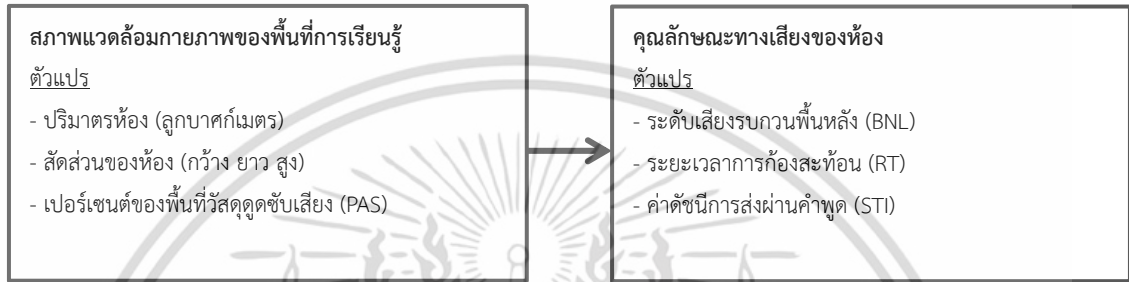 สภาพแวดล้อมกายภาพของพื้นที่การเรียนรู้
ตัวแปร
- ปริมาตรห้อง (ลูกบาศก์เมตร)
- สัดส่วนของห้อง (กว้าง ยาว สูง)
- เปอร์เซนต์ของพื้นที่วัสดุดูดซับเสียง (PAS)
คุณลักษณะทางเสียงของห้อง
ตัวแปร
- ระดับเสียงรบกวนพื้นหลัง (BNL)
- ระยะเวลาการก้องสะท้อน (RT)
- ค่าดัชนีการส่งผ่านคำพูด (STI)